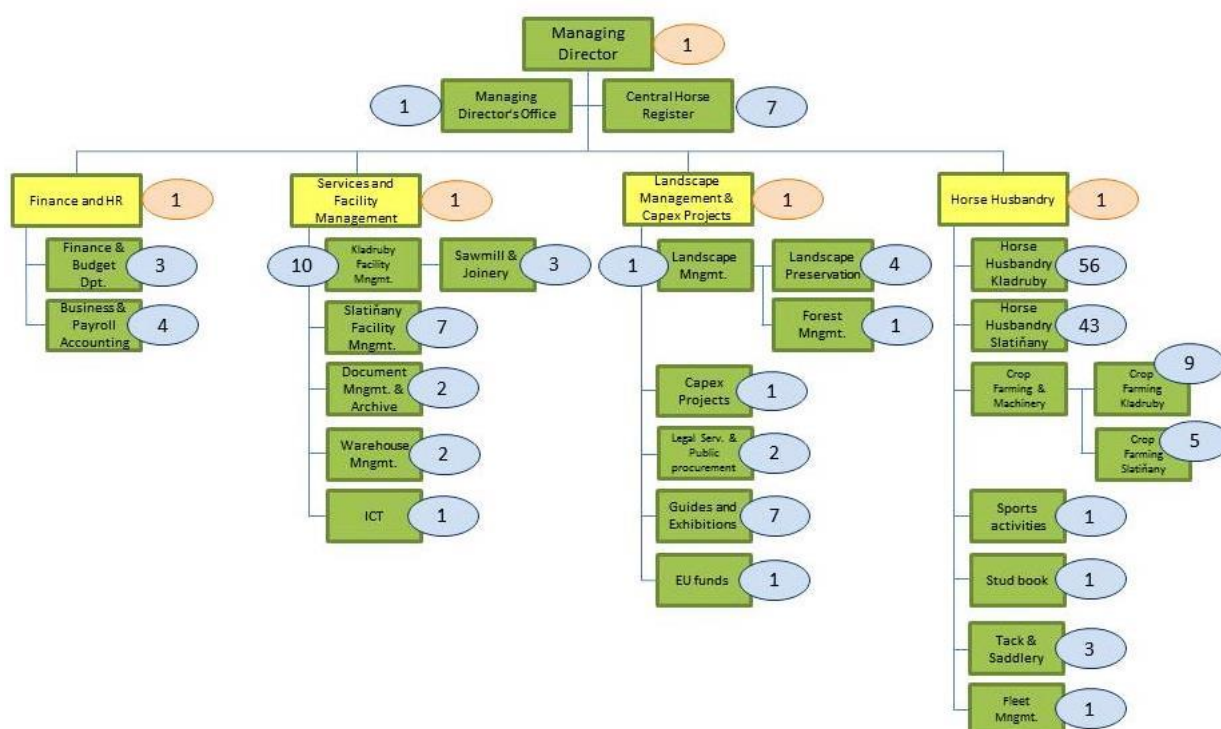 Managing
Director
1
1
Managing
Director's Office
Central Horse
Register
7
Finance and HR
1
Services and
Facility
Management
1
Landscape
Management &
Capex Projects
1
Horse Husbandry
1
Finance &
Budget
Dpt.
3
Business &
Payroll
Accounting
4
10
Kladruby
Facility
Mngmt.
Sawmill &
Joinery
3
Slatiňany
Facility
Mngmt.
7
Document
Mngmt. &
Archive
2
Warehouse
Mngmt.
2
ICT
1
1
Landscape
Mngmt.
Landscape
Preservation
4
Forest
Mngmt.
1
Capex
Projects
1
Legal Serv. &
Public
procurement
2
Guides and
Exhibitions
7
EU funds
1
Horse
Husbandry
Kladruby
56
Horse
Husbandry
Slatiňany
43
Crop
Farming &
Machinery
Crop
Farming
Kladruby
9
Crop
Farming
Slatiňany
5
Sports
activities
1
Stud book
1
Tack &
Saddlery
3
Fleet
Mngmt.
1